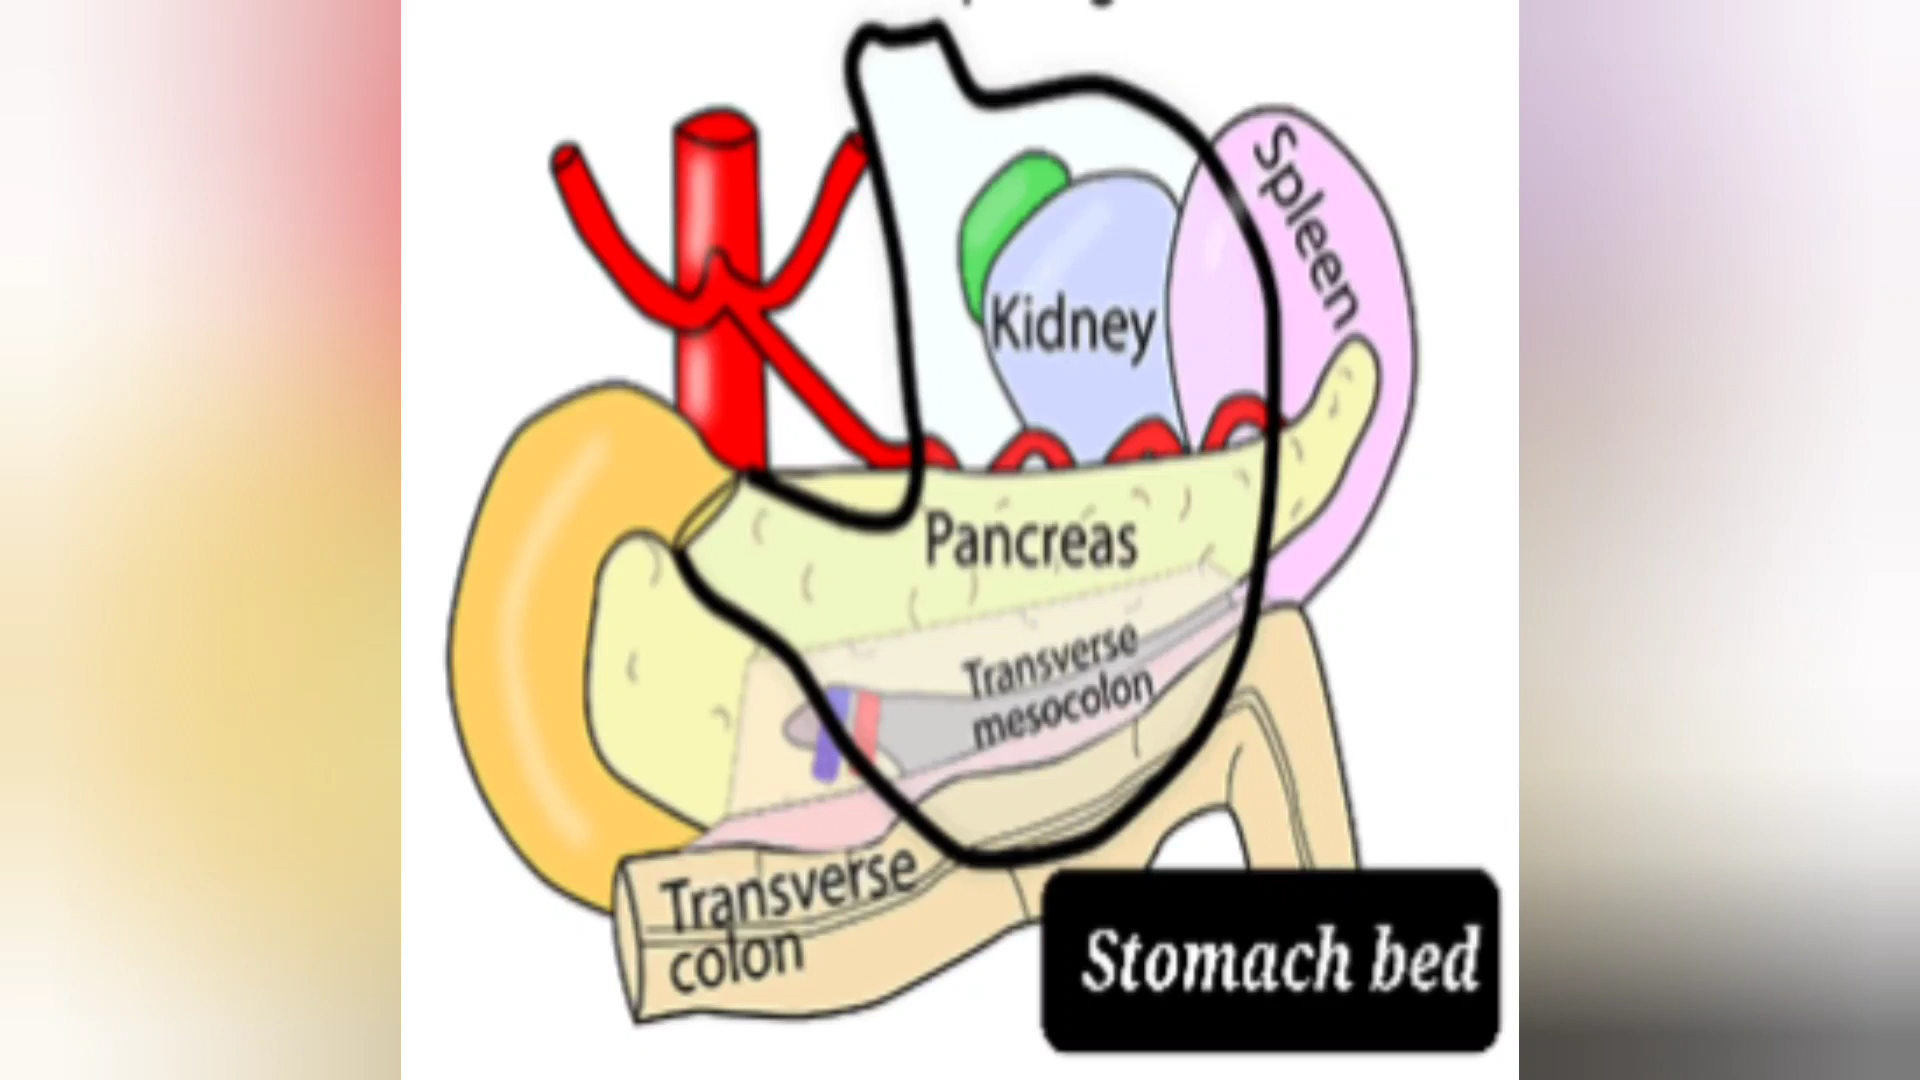 Spleen
Kidney
Pancreas
Transverse
mesocolon
Transverse
colon
Stomach bed